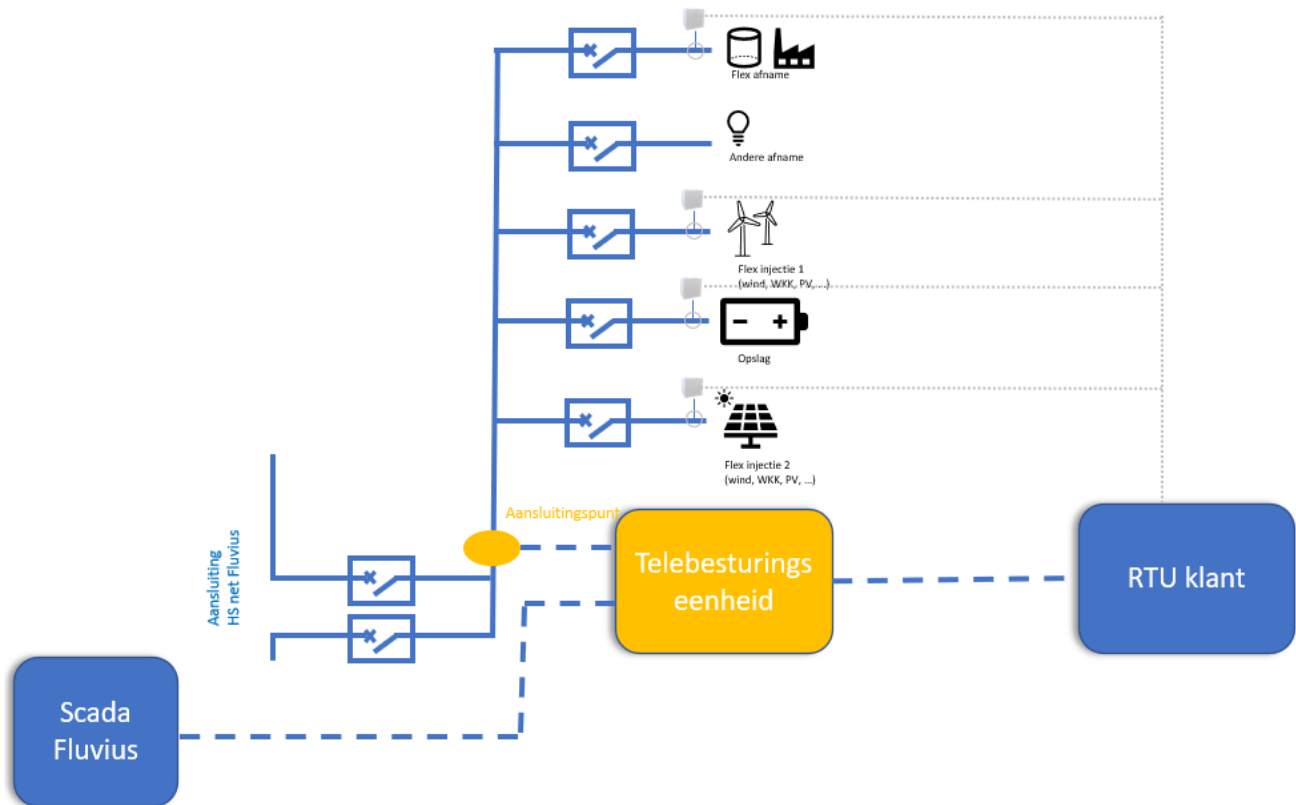 Flex afname
Andere afname
Flex injectie 1
(wind, WKK, PV, ...)
Opslag
Flex injectie 2
(wind, WKK, PV, ...)
Aansluitingspunt
Aansluiting
HS net Fluvius
Telebesturings
eenheid
RTU klant
Scada
Fluvius